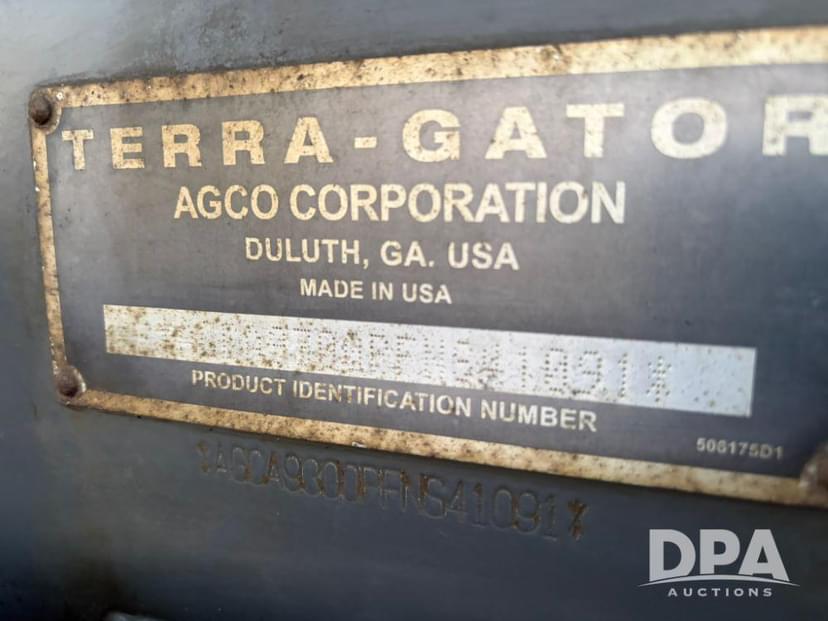 TERRA-GATOR
AGCO CORPORATION
DULUTH, GA. USA
MADE IN USA
PRODUCT IDENTIFICATION NUMBER
506175D1
*AGCA9300PFNS41091*
DPA
AUCTIONS